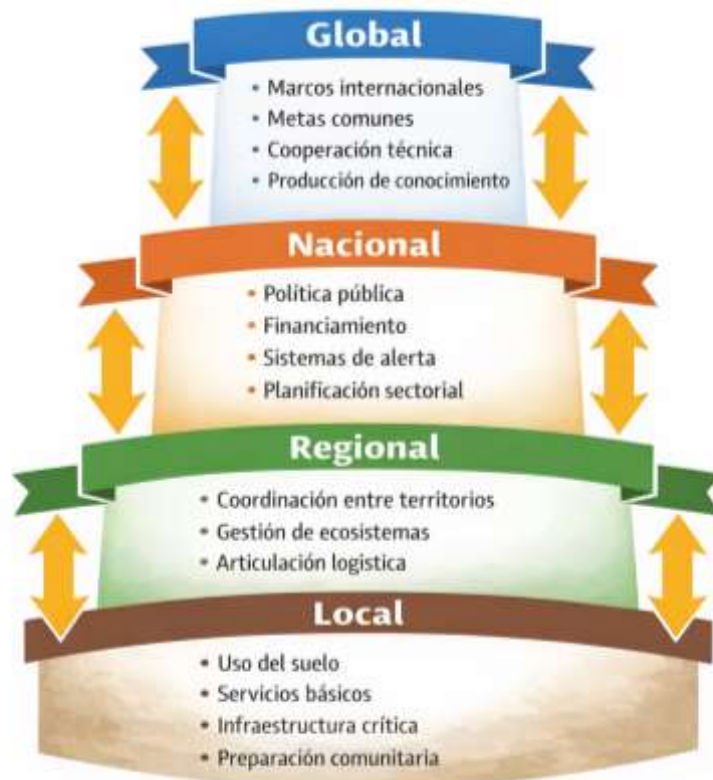 Global
• Marcos internacionales
• Metas comunes
• Cooperación técnica
• Producción de conocimiento
Nacional
• Política pública
• Financiamiento
• Sistemas de alerta
• Planificación sectorial
Regional
• Coordinación entre territorios
• Gestión de ecosistemas
• Articulación logistica
Local
• Uso del suelo
• Servicios básicos
• Infraestructura crítica
• Preparación comunitaria